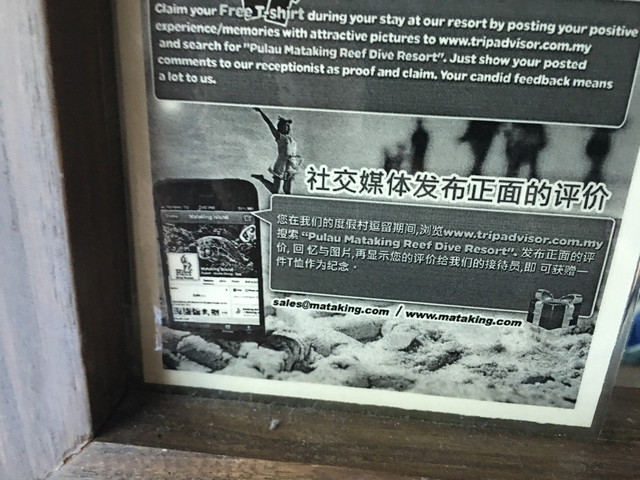 Claim your Free T-shirt during your stay at our resort by posting your positive
experience/memories with attractive pictures to www.tripadvisor.com.my
and search for "Pulau Mataking Reef Dive Resort". Just show your posted
comments to our receptionist as proof and claim. Your candid feedback means
a lot to us.
社交媒体发布正面的评价
Mataking Island
您在我们的度假村逗留期间,浏览www.tripadvisor.com.my
搜索 "Pulau Mataking Reef Dive Resort". 发布正面的评
价, 回 忆与图片,再显示您的评价给我们的接待员,即 可获赠一
件T恤作为纪念。
sales@mataking.com / www.mataking.com